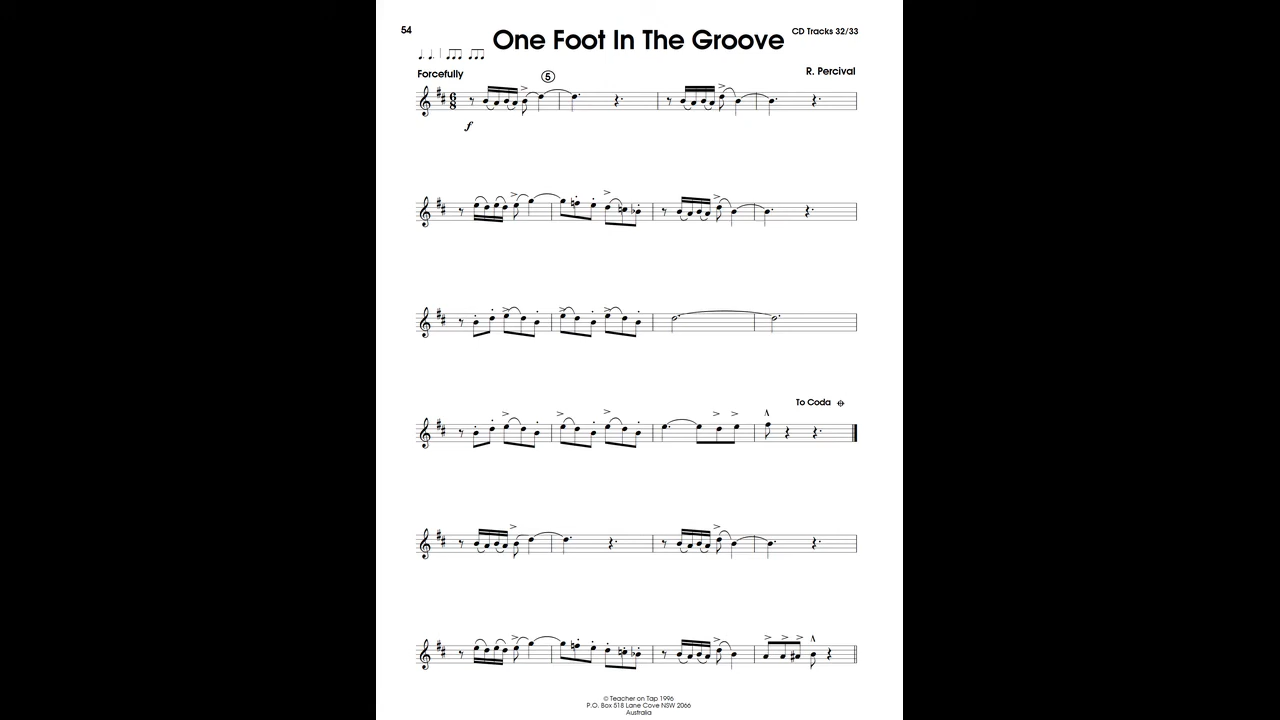 54
One Foot In The Groove
CD Tracks 32/33
Forcefully
5
R. Percival
f
To Coda
© Teacher on Tap 1996
P.O. Box 518 Lane Cove NSW 2066
Australia